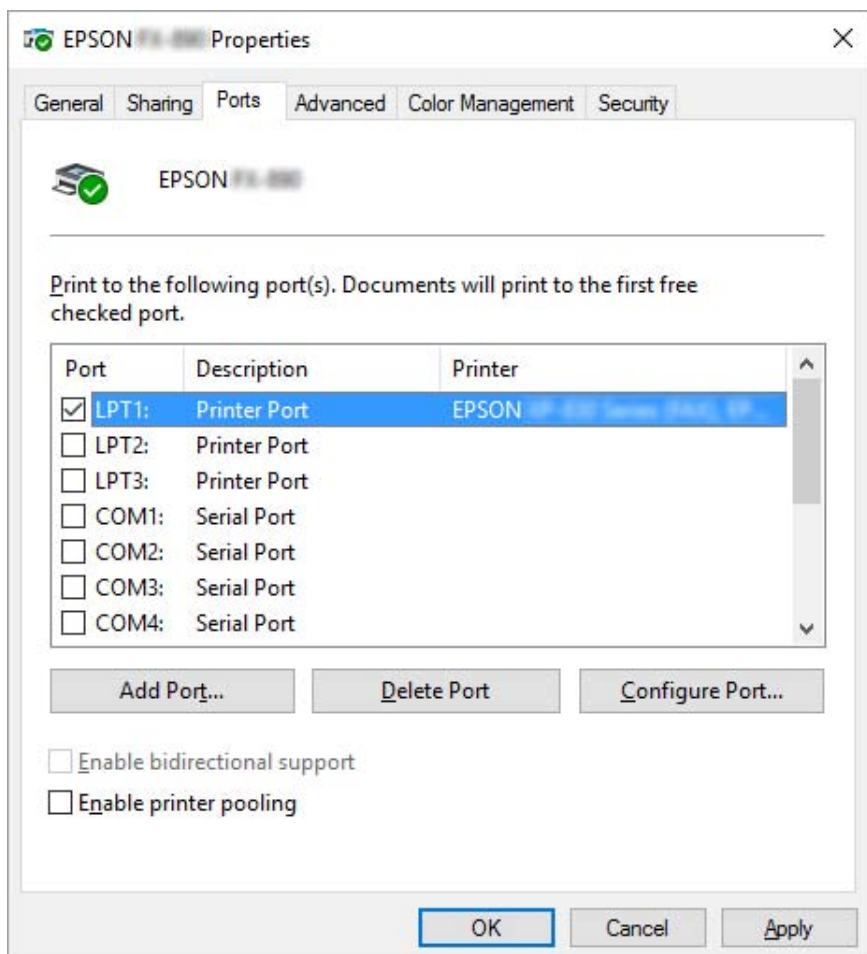 EPSON Properties
General Sharing Ports Advanced Color Management Security
EPSON
Print to the following port(s). Documents will print to the first free
checked port.
Port Description Printer
LPT1: Printer Port EPSON
LPT2: Printer Port
LPT3: Printer Port
COM1: Serial Port
COM2: Serial Port
COM3: Serial Port
COM4: Serial Port
Add Port... Delete Port Configure Port...
Enable bidirectional support
Enable printer pooling
OK Cancel Apply